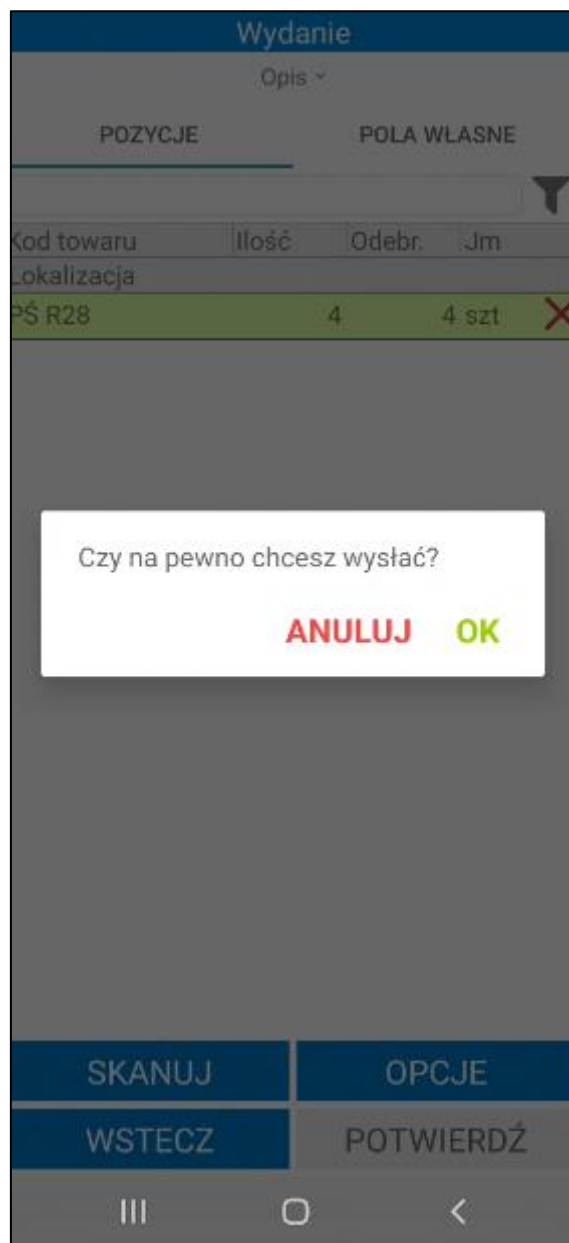 Wydanie
Opis
POZYCJE POLA WŁASNE
Kod towaru Ilość Odebr. Jm
Lokalizacja
PŚ R28 4 4 szt
Czy na pewno chcesz wysłać?
ANULUJ OK
SKANUJ OPCJE
WSTECZ POTWIERDŹ